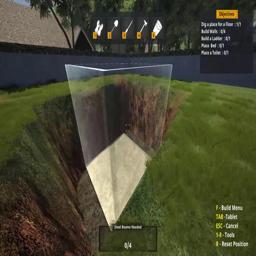 Objectives
Dig a place for a Floor : 1/1
Build Walls : 0/4
Build a Ladder : 0/1
Place Bed : 0/1
Place a Toilet : 0/1
F - Build Menu
TAB - Tablet
ESC - Cancel
1-8 - Tools
R - Reset Position
Steel Beams Needed
0/4